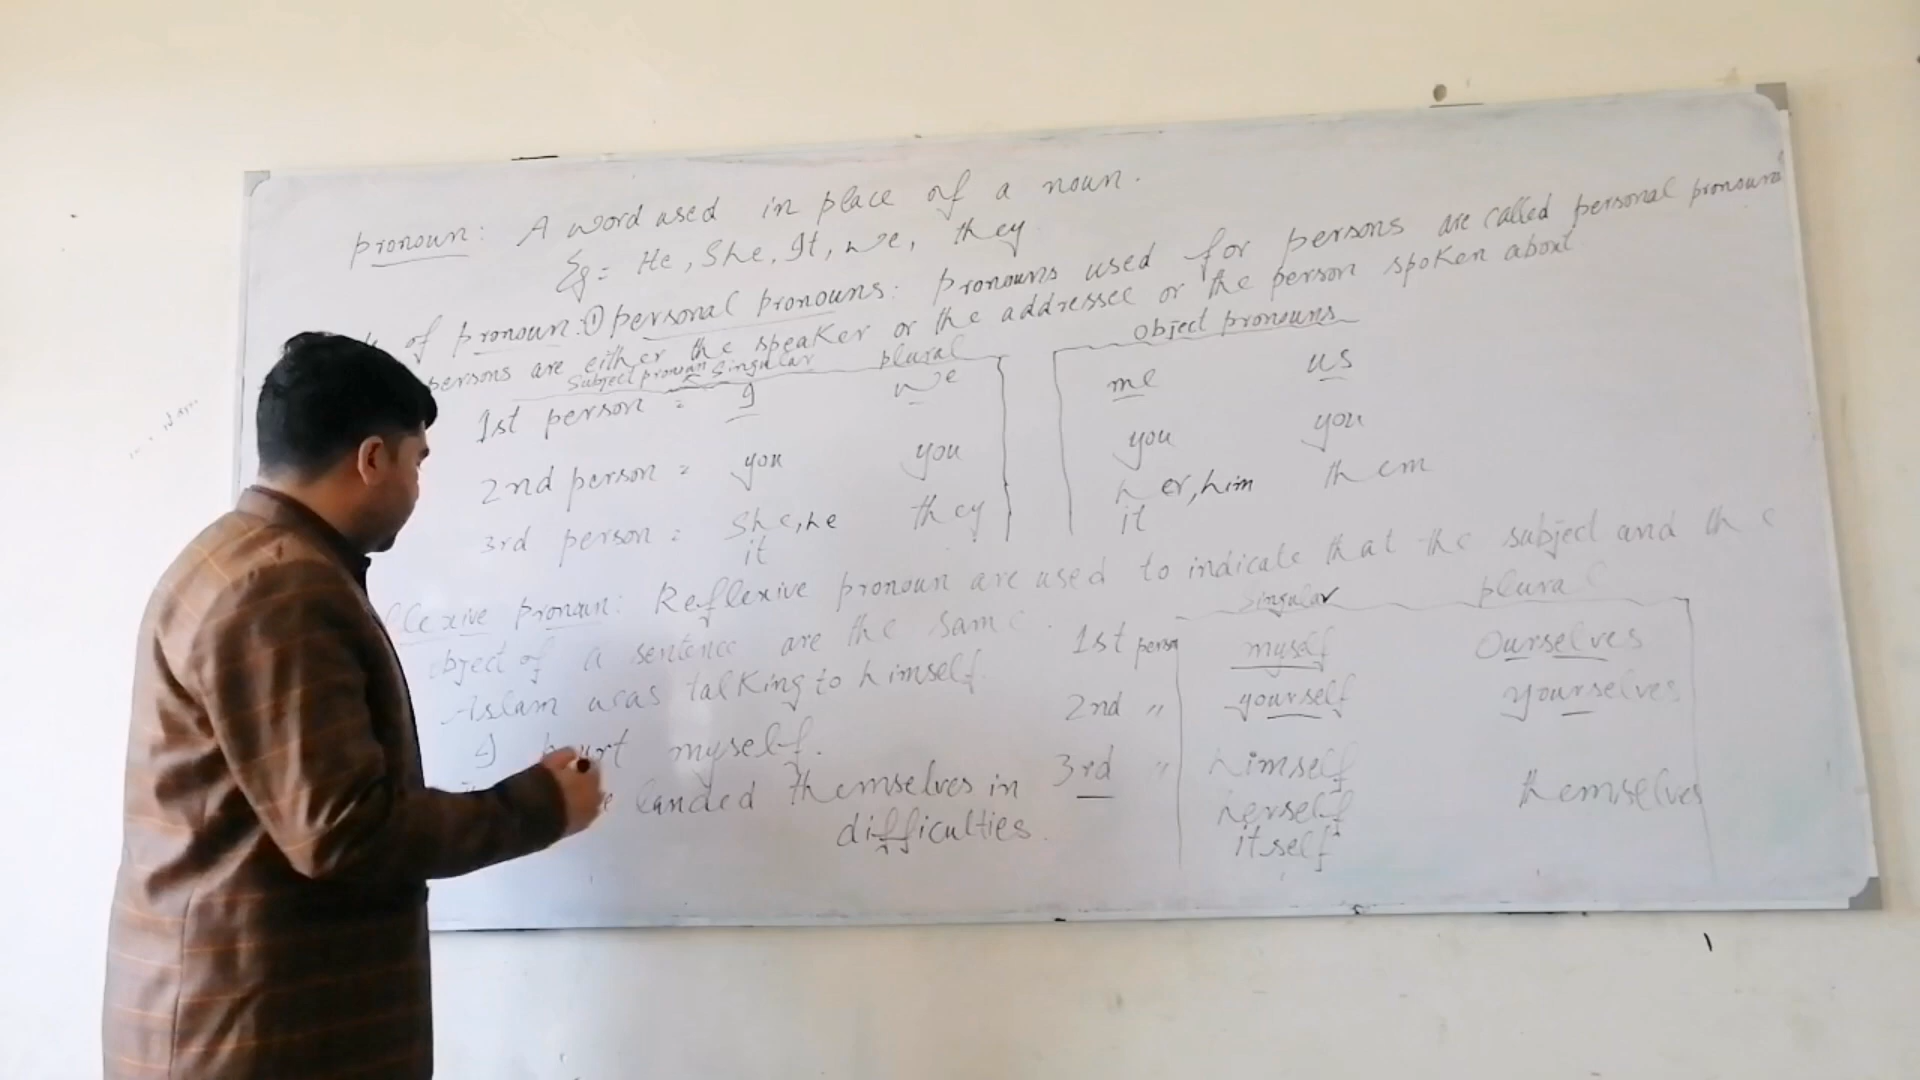 pronoun: A word used in place of a noun.
Eg = He, She, It, we, they
of pronoun: ① personal pronouns: pronouns used for persons are called personal pronouns
persons are either the speaker or the addressee or the person spoken about
Subject pronoun Singular plural
object pronouns
1st person = I we me us
2nd person = you you you you
3rd person = She, he they her, him them
it it
pronoun: Reflexive pronoun are used to indicate that the subject and the
object of a sentence are the same.
Singular plural
1st person myself Ourselves
Aslam was talking to himself.
2nd " yourself yourselves
I hurt myself.
3rd " himself themselves
landed themselves in
herself
difficulties.
itself